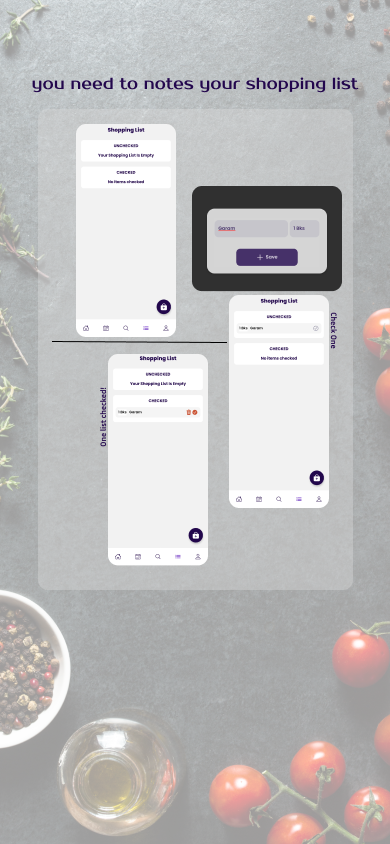 you need to notes your shopping list
Shopping List
UNCHECKED
Your Shopping List is Empty
CHECKED
No items checked
Garam
1 Bks
+ Save
Shopping List
UNCHECKED
1 Bks Garam
CHECKED
No items checked
Check One
Shopping List
UNCHECKED
Your Shopping List is Empty
CHECKED
1 Bks Garam
One list checked!